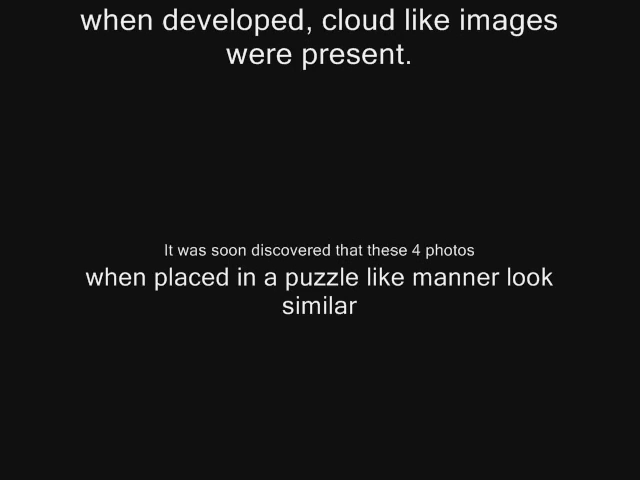 when developed, cloud like images
were present.
It was soon discovered that these 4 photos
when placed in a puzzle like manner look
similar